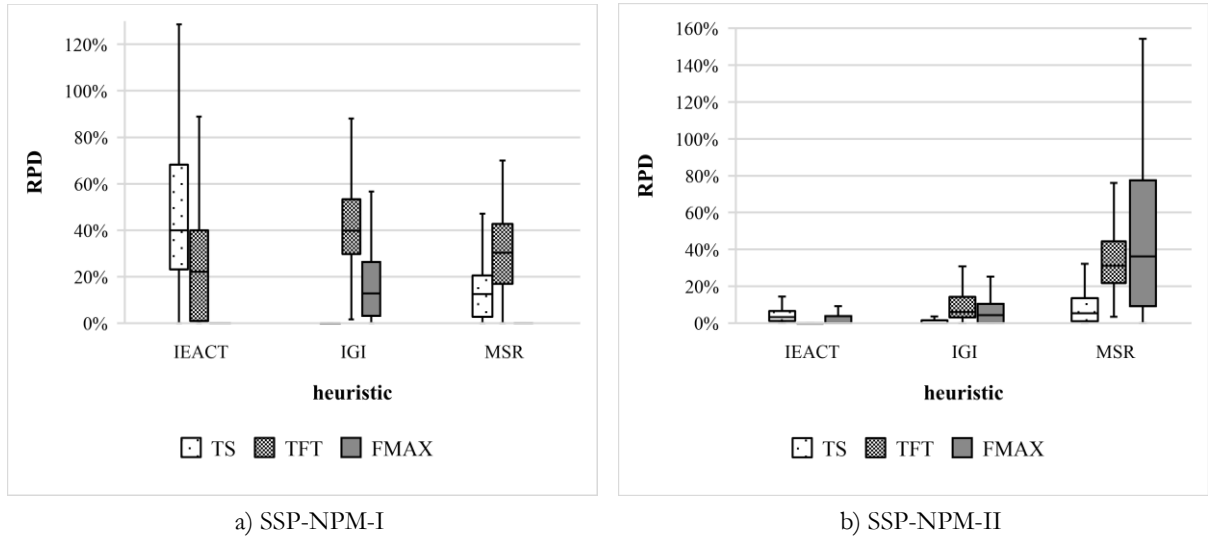 120%
100%
80%
60%
40%
20%
0%
RPD
IEACT IGI MSR
heuristic
TS TFT FMAX
a) SSP-NPM-I
160%
140%
120%
100%
80%
60%
40%
20%
0%
RPD
IEACT IGI MSR
heuristic
TS TFT FMAX
b) SSP-NPM-II